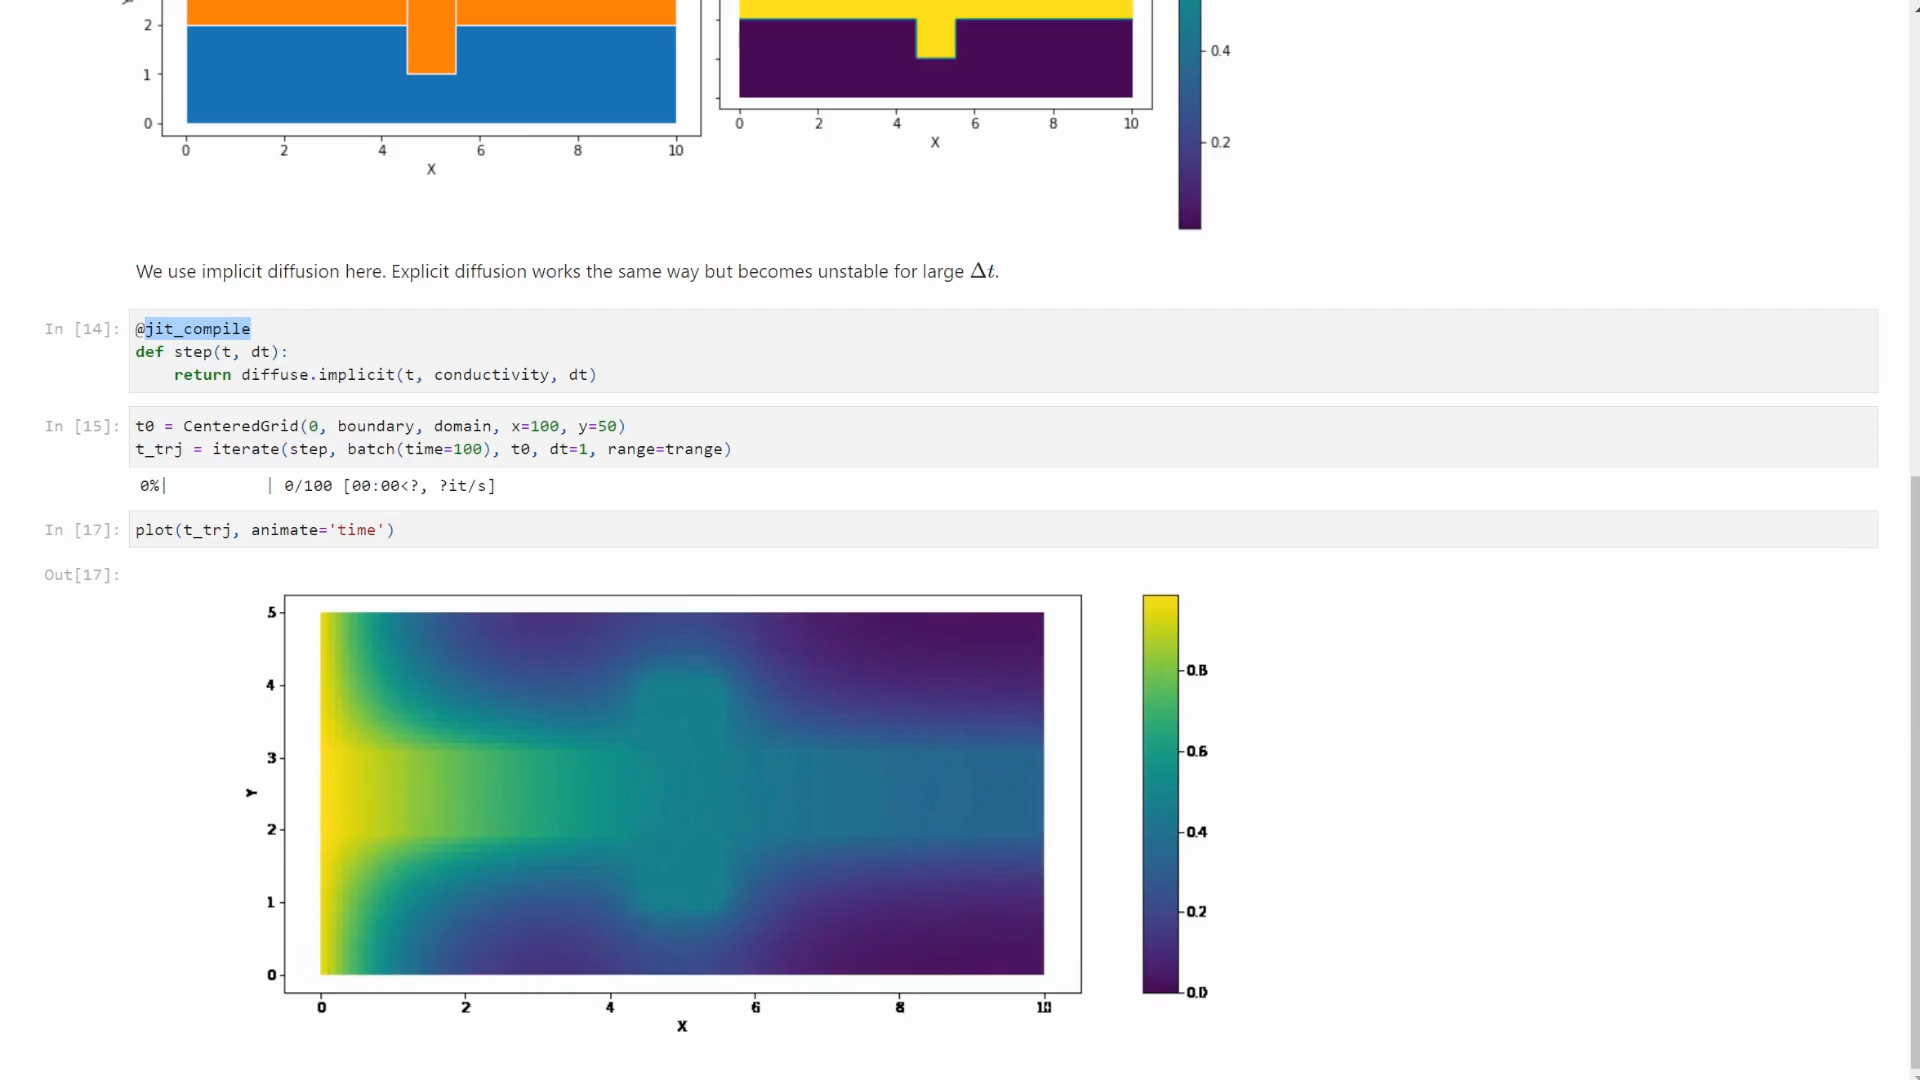 Y
2
1
0
0 2 4 6 8 10
X
0 2 4 6 8 10
X
0.4
0.2
We use implicit diffusion here. Explicit diffusion works the same way but becomes unstable for large Δt.
In [14]: @jit_compile
def step(t, dt):
return diffuse.implicit(t, conductivity, dt)
In [15]: t0 = CenteredGrid(0, boundary, domain, x=100, y=50)
t_trj = iterate(step, batch(time=100), t0, dt=1, range=trange)
0%| | 0/100 [00:00<?, ?it/s]
In [17]: plot(t_trj, animate='time')
Out[17]:
5
4
3
2
1
0
Y
0 2 4 6 8 10
X
0.8
0.6
0.4
0.2
0.0